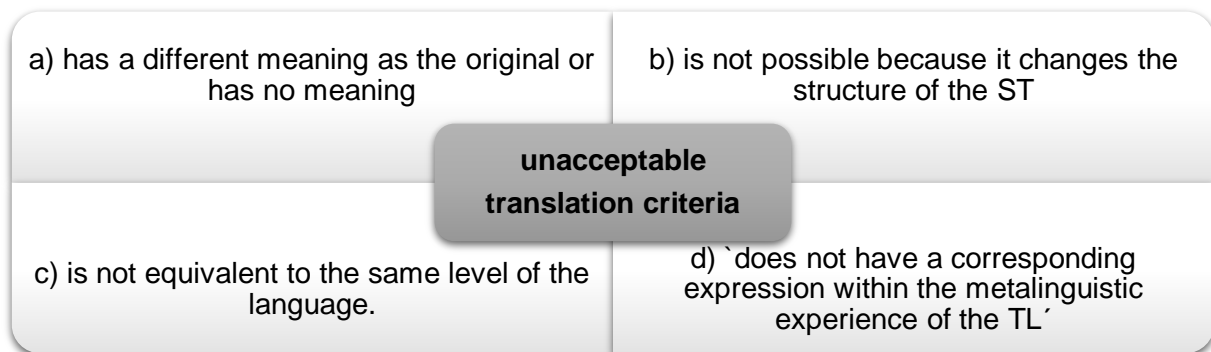 a) has a different meaning as the original or
has no meaning
b) is not possible because it changes the
structure of the ST
unacceptable
translation criteria
c) is not equivalent to the same level of the
language.
d) `does not have a corresponding
expression within the metalinguistic
experience of the TL´